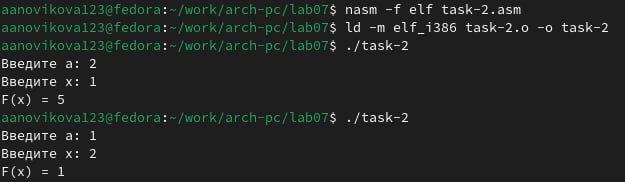 aanovikova123@fedora:~/work/arch-pc/lab07$ nasm -f elf task-2.asm
aanovikova123@fedora:~/work/arch-pc/lab07$ ld -m elf_i386 task-2.o -o task-2
aanovikova123@fedora:~/work/arch-pc/lab07$ ./task-2
Введите a: 2
Введите x: 1
F(x) = 5
aanovikova123@fedora:~/work/arch-pc/lab07$ ./task-2
Введите a: 1
Введите x: 2
F(x) = 1